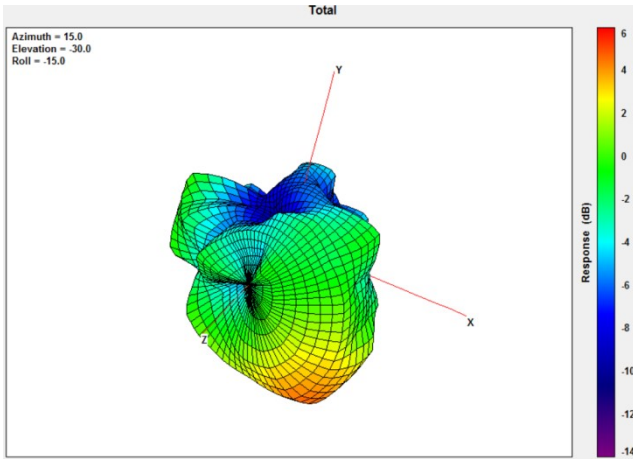 Total
Azimuth = 15.0
Elevation = -30.0
Roll = -15.0
Y
X
Z
6
4
2
0
-2
-4
-6
-8
-10
-12
-14
Response (dB)